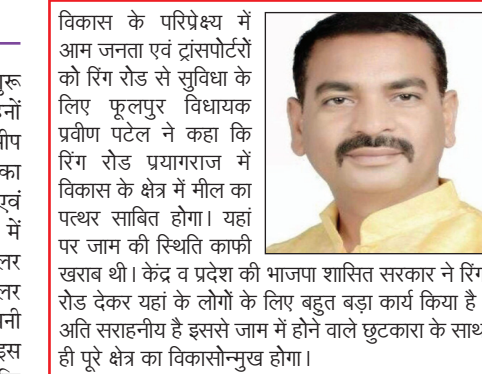 विकास के परिप्रेक्ष्य में
आम जनता एवं ट्रांसपोर्टरों
को रिंग रोड से सुविधा के
लिए फूलपुर विधायक
प्रवीण पटेल ने कहा कि
रिंग रोड प्रयागराज में
विकास के क्षेत्र में मील का
पत्थर साबित होगा। यहां
पर जाम की स्थिति काफी
खराब थी। केंद्र व प्रदेश की भाजपा शासित सरकार ने रिंग
रोड देकर यहां के लोगों के लिए बहुत बड़ा कार्य किया है
अति सराहनीय है इससे जाम में होने वाले छुटकारा के साथ
ही पूरे क्षेत्र का विकासोन्मुख होगा।
एवं
में